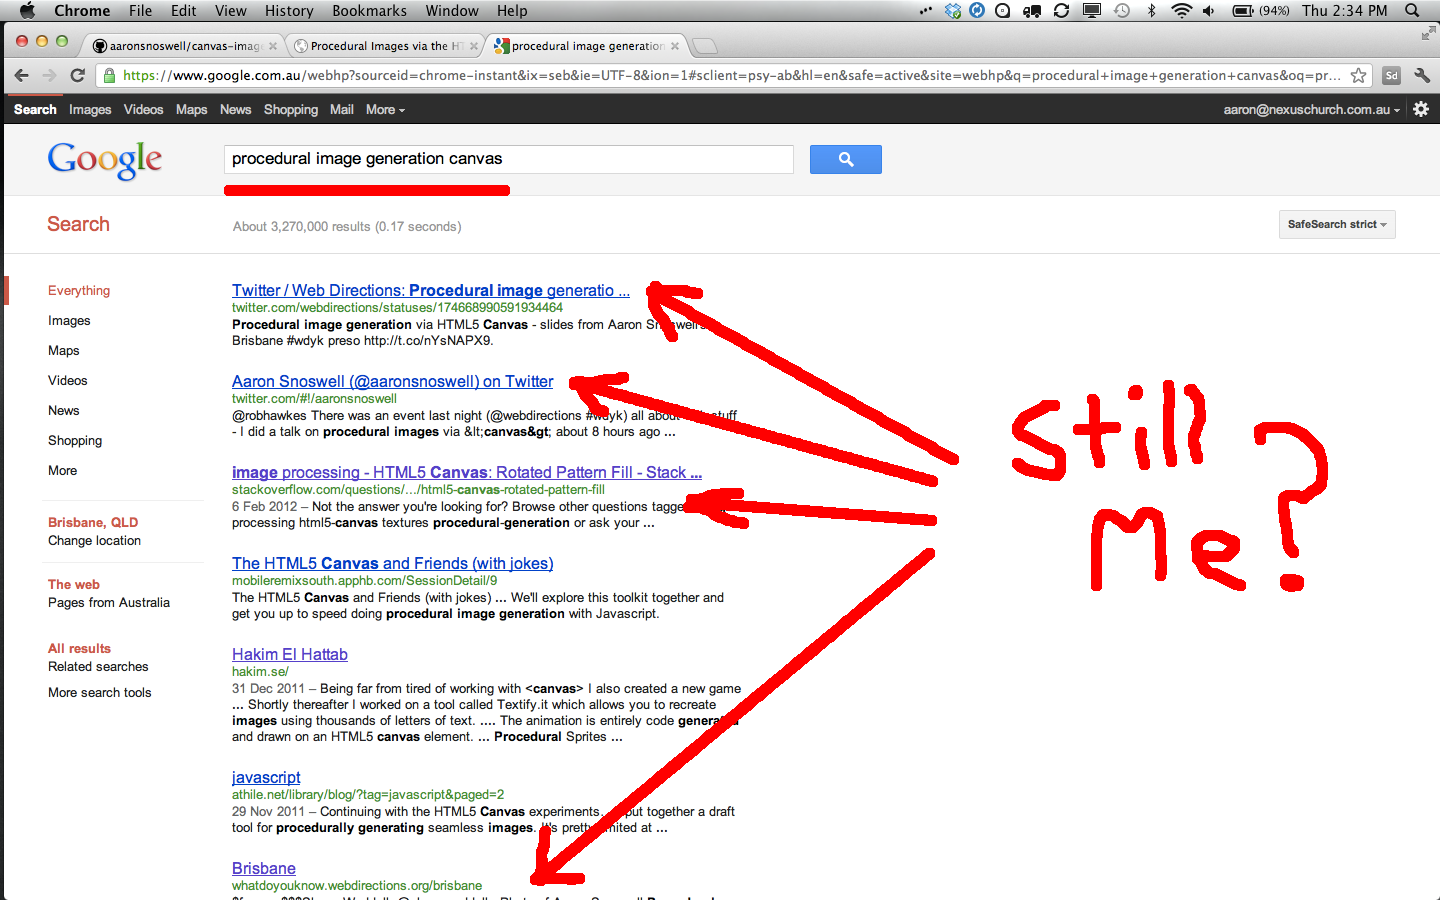 Chrome File Edit View History Bookmarks Window Help (94%) Thu 2:34 PM
aaronsnoswell/canvas-image Procedural Images via the HT procedural image generation
https://www.google.com.au/webhp?sourceid=chrome-instant&ix=seb&ie=UTF-8&ion=1#sclient=psy-ab&hl=en&safe=active&site=webhp&q=procedural+image+generation+canvas&oq=pr... Sd
Search Images Videos Maps News Shopping Mail More aaron@nexuschurch.com.au
Google procedural image generation canvas
Search About 3,270,000 results (0.17 seconds) SafeSearch strict
Everything
Images
Maps
Videos
News
Shopping
More
Brisbane, QLD
Change location
The web
Pages from Australia
All results
Related searches
More search tools
Twitter / Web Directions: Procedural image generatio ...
twitter.com/webdirections/statuses/174668990591934464
Procedural image generation via HTML5 Canvas - slides from Aaron Snoswell's
Brisbane #wdyk preso http://t.co/nYsNAPX9.
Aaron Snoswell (@aaronsnoswell) on Twitter
twitter.com/#!/aaronsnoswell
@robhawkes There was an event last night (@webdirections #wdyk) all about stuff
- I did a talk on procedural images via &lt;canvas&gt; about 8 hours ago ...
image processing - HTML5 Canvas: Rotated Pattern Fill - Stack ...
stackoverflow.com/questions/.../html5-canvas-rotated-pattern-fill
6 Feb 2012 – Not the answer you're looking for? Browse other questions tagged
processing html5-canvas textures procedural-generation or ask your ...
The HTML5 Canvas and Friends (with jokes)
mobileremixsouth.apphb.com/SessionDetail/9
The HTML5 Canvas and Friends (with jokes) ... We'll explore this toolkit together and
get you up to speed doing procedural image generation with Javascript.
Hakim El Hattab
hakim.se/
31 Dec 2011 – Being far from tired of working with <canvas> I also created a new game
... Shortly thereafter I worked on a tool called Textify.it which allows you to recreate
images using thousands of letters of text. .... The animation is entirely code generated
and drawn on an HTML5 canvas element. ... Procedural Sprites ...
javascript
athile.net/library/blog/?tag=javascript&paged=2
29 Nov 2011 – Continuing with the HTML5 Canvas experiments, put together a draft
tool for procedurally generating seamless images. It's pretty limited at ...
Brisbane
whatdoyouknow.webdirections.org/brisbane
Still
Me?